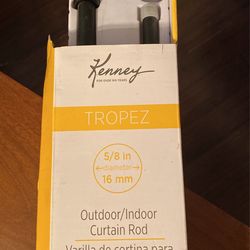 Kenney
FOR OVER 100 YEARS
TROPEZ
5/8 in
diameter
16 mm
Outdoor/Indoor
Curtain Rod
Varilla de cortina para